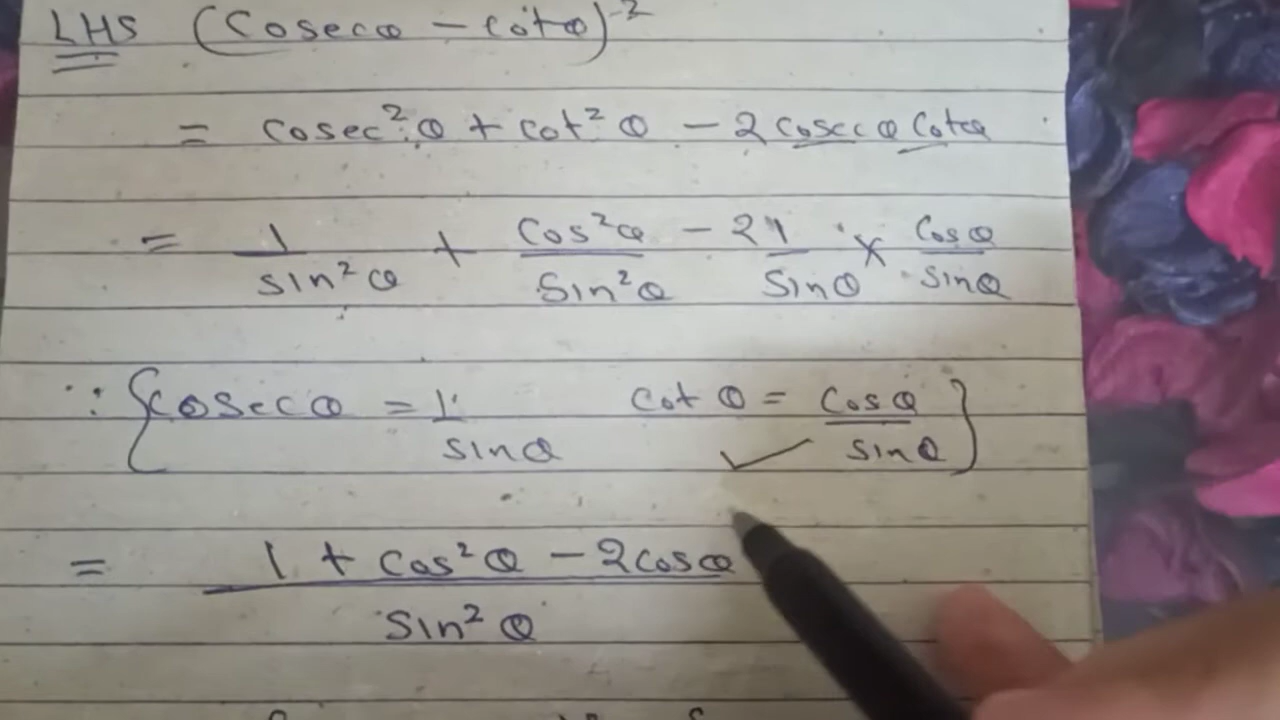 LHS (Cosecθ - Cotθ)^-2
= cosec²θ + cot²θ - 2 cosecθ Cotθ
= 1/sin²θ + Cos²θ/Sin²θ - 2 1/Sinθ × Cosθ/sinθ
∵ {cosecθ = 1/sinθ cot θ = Cosθ/sinθ}
= 1 + Cos²θ - 2cosθ/Sin²θ